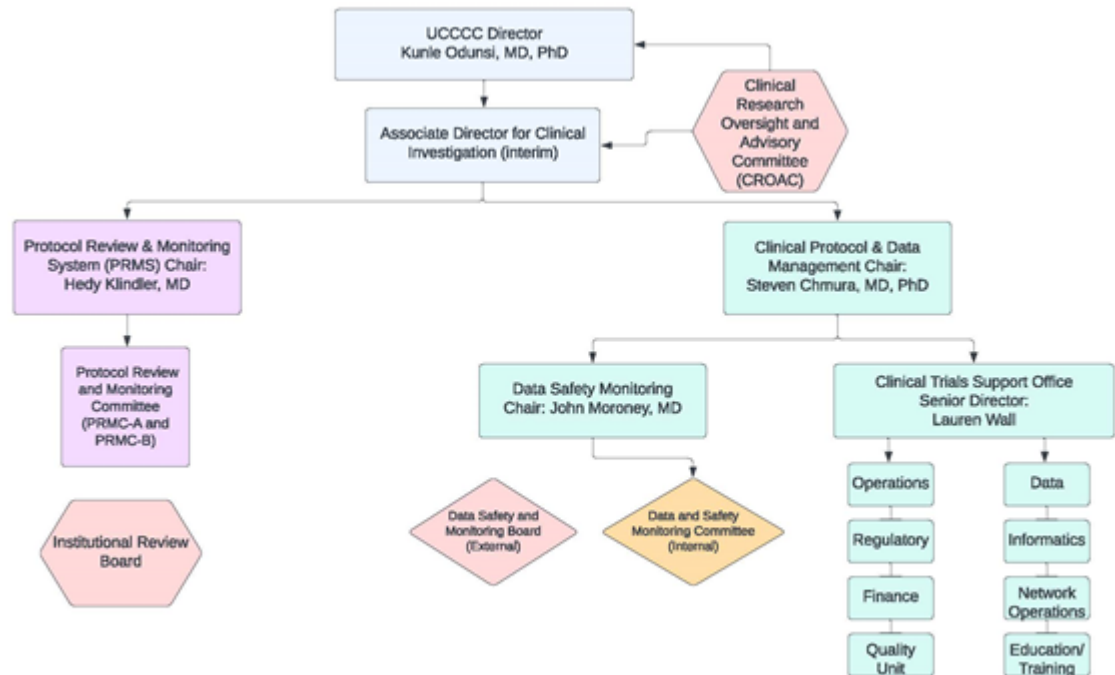 UCCCC Director
Kunle Odunsi, MD, PhD
Clinical
Research
Oversight and
Advisory
Committee
(CROAC)
Associate Director for Clinical
Investigation (interim)
Protocol Review & Monitoring
System (PRMS) Chair:
Hedy Klindler, MD
Clinical Protocol & Data
Management Chair:
Steven Chmura, MD, PhD
Protocol Review
and Monitoring
Committee
(PRMC-A and
PRMC-B)
Data Safety Monitoring
Chair: John Moroney, MD
Clinical Trials Support Office
Senior Director:
Lauren Wall
Institutional Review
Board
Data Safety and
Monitoring Board
(External)
Data and Safety
Monitoring Committee
(Internal)
Operations
Regulatory
Finance
Quality
Unit
Data
Informatics
Network
Operations
Education/
Training